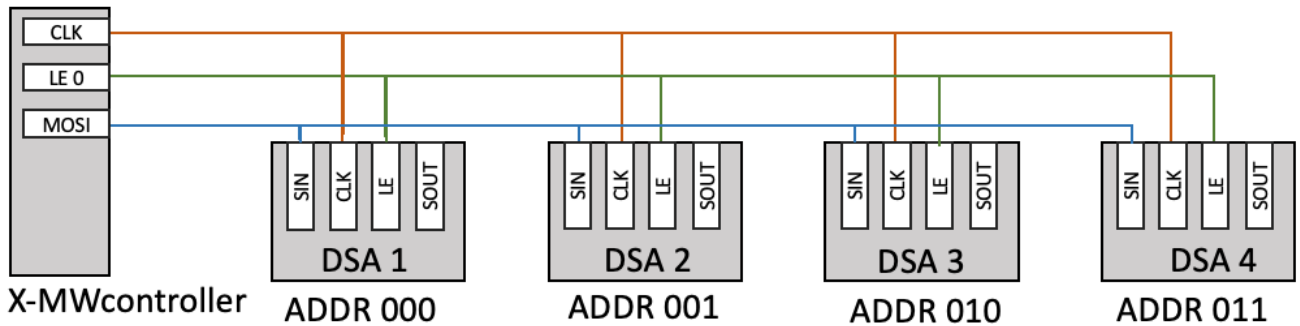 CLK
LE 0
MOSI
X-MWcontroller
SIN CLK LE SOUT
DSA 1
ADDR 000
SIN CLK LE SOUT
DSA 2
ADDR 001
SIN CLK LE SOUT
DSA 3
ADDR 010
SIN CLK LE SOUT
DSA 4
ADDR 011